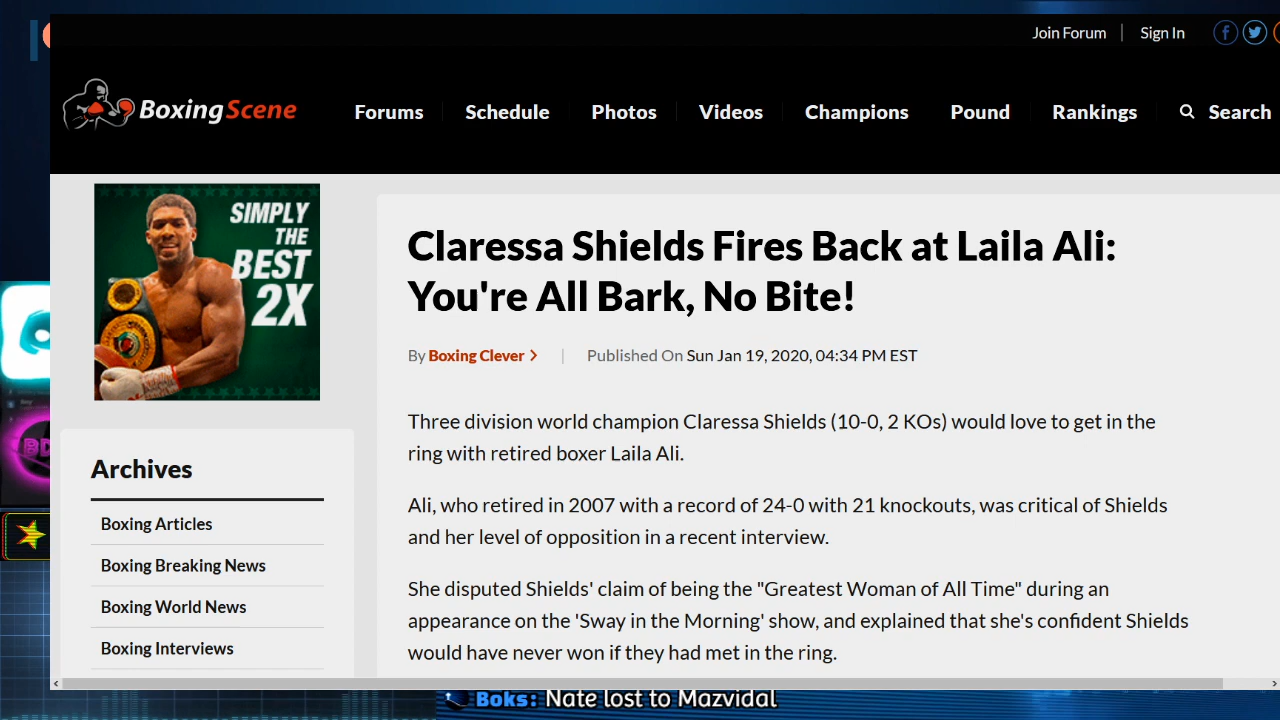 Join Forum | Sign In
BoxingScene
Forums Schedule Photos Videos Champions Pound Rankings Search
SIMPLY
THE
BEST
2X
Claressa Shields Fires Back at Laila Ali:
You're All Bark, No Bite!
By Boxing Clever | Published On Sun Jan 19, 2020, 04:34 PM EST
Three division world champion Claressa Shields (10-0, 2 KOs) would love to get in the
ring with retired boxer Laila Ali.
Ali, who retired in 2007 with a record of 24-0 with 21 knockouts, was critical of Shields
and her level of opposition in a recent interview.
She disputed Shields' claim of being the "Greatest Woman of All Time" during an
appearance on the 'Sway in the Morning' show, and explained that she's confident Shields
would have never won if they had met in the ring.
Archives
Boxing Articles
Boxing Breaking News
Boxing World News
Boxing Interviews
Boks: Nate lost to Mazvidal